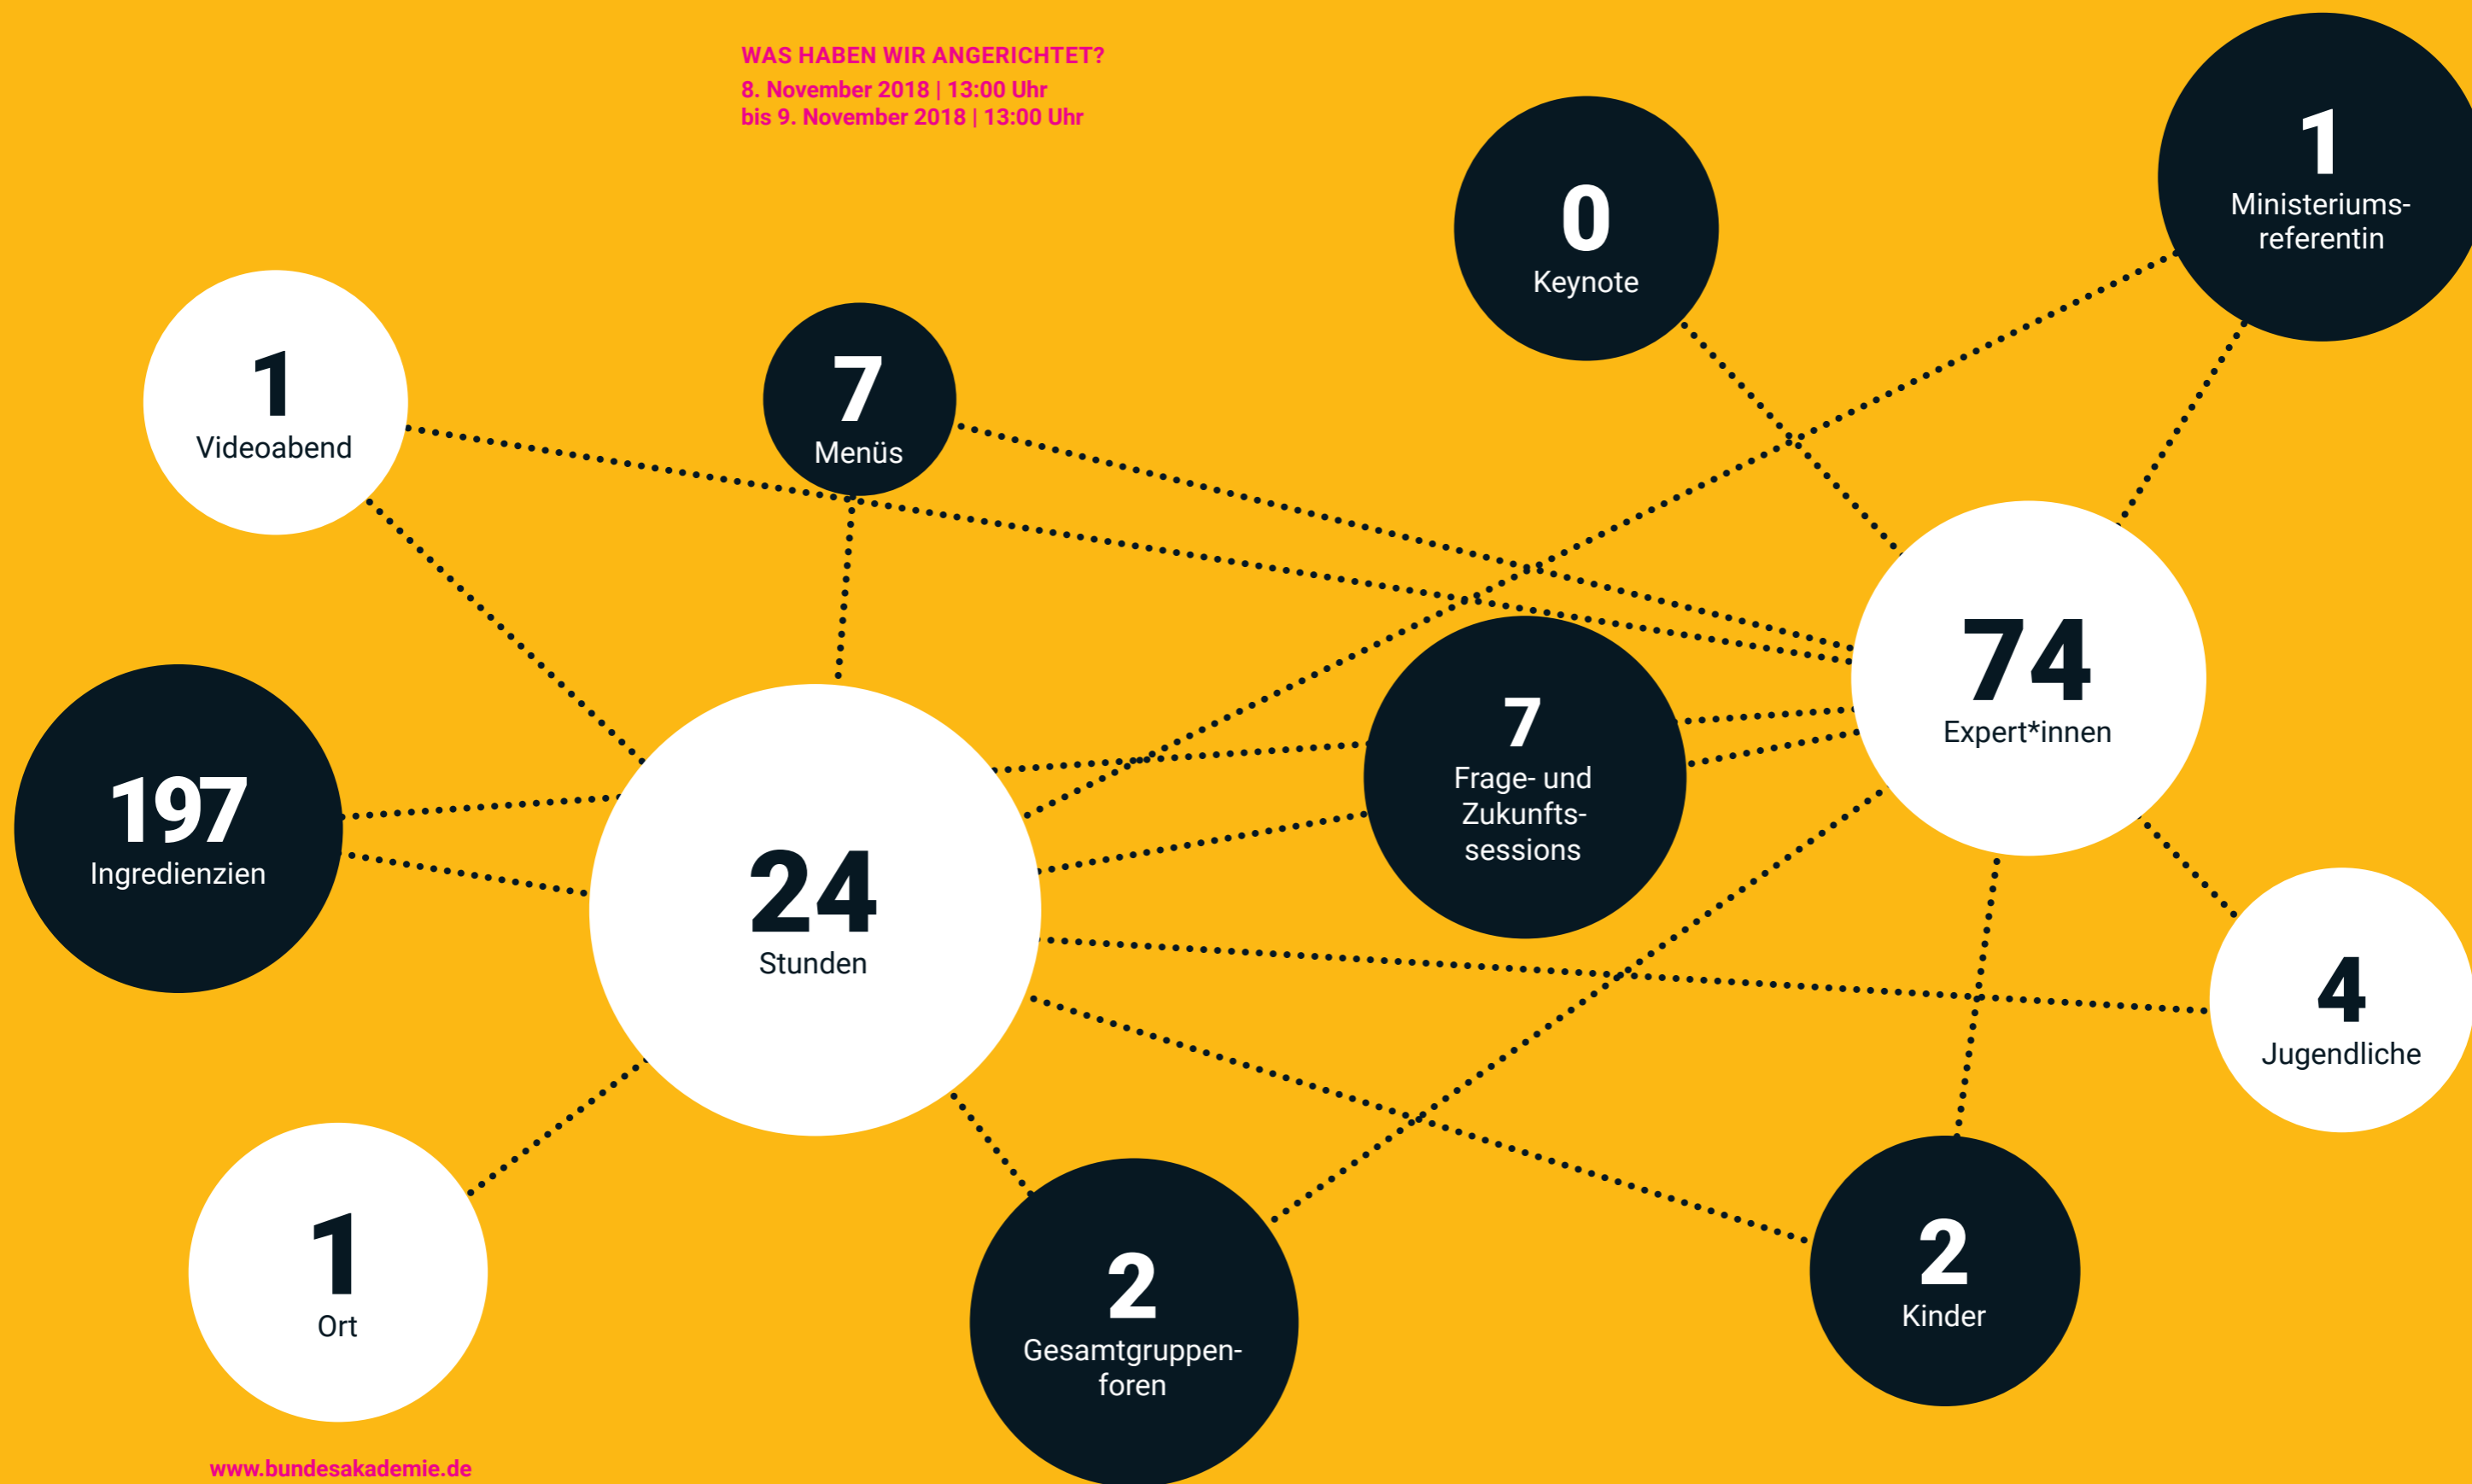 WAS HABEN WIR ANGERICHTET?
8. November 2018 | 13:00 Uhr
bis 9. November 2018 | 13:00 Uhr
1
Ministeriums-
referentin
0
Keynote
1
Videoabend
7
Menüs
74
Expert*innen
7
Frage- und
Zukunfts-
sessions
197
Ingredienzien
24
Stunden
4
Jugendliche
1
Ort
2
Gesamtgruppen-
foren
2
Kinder
www.bundesakademie.de